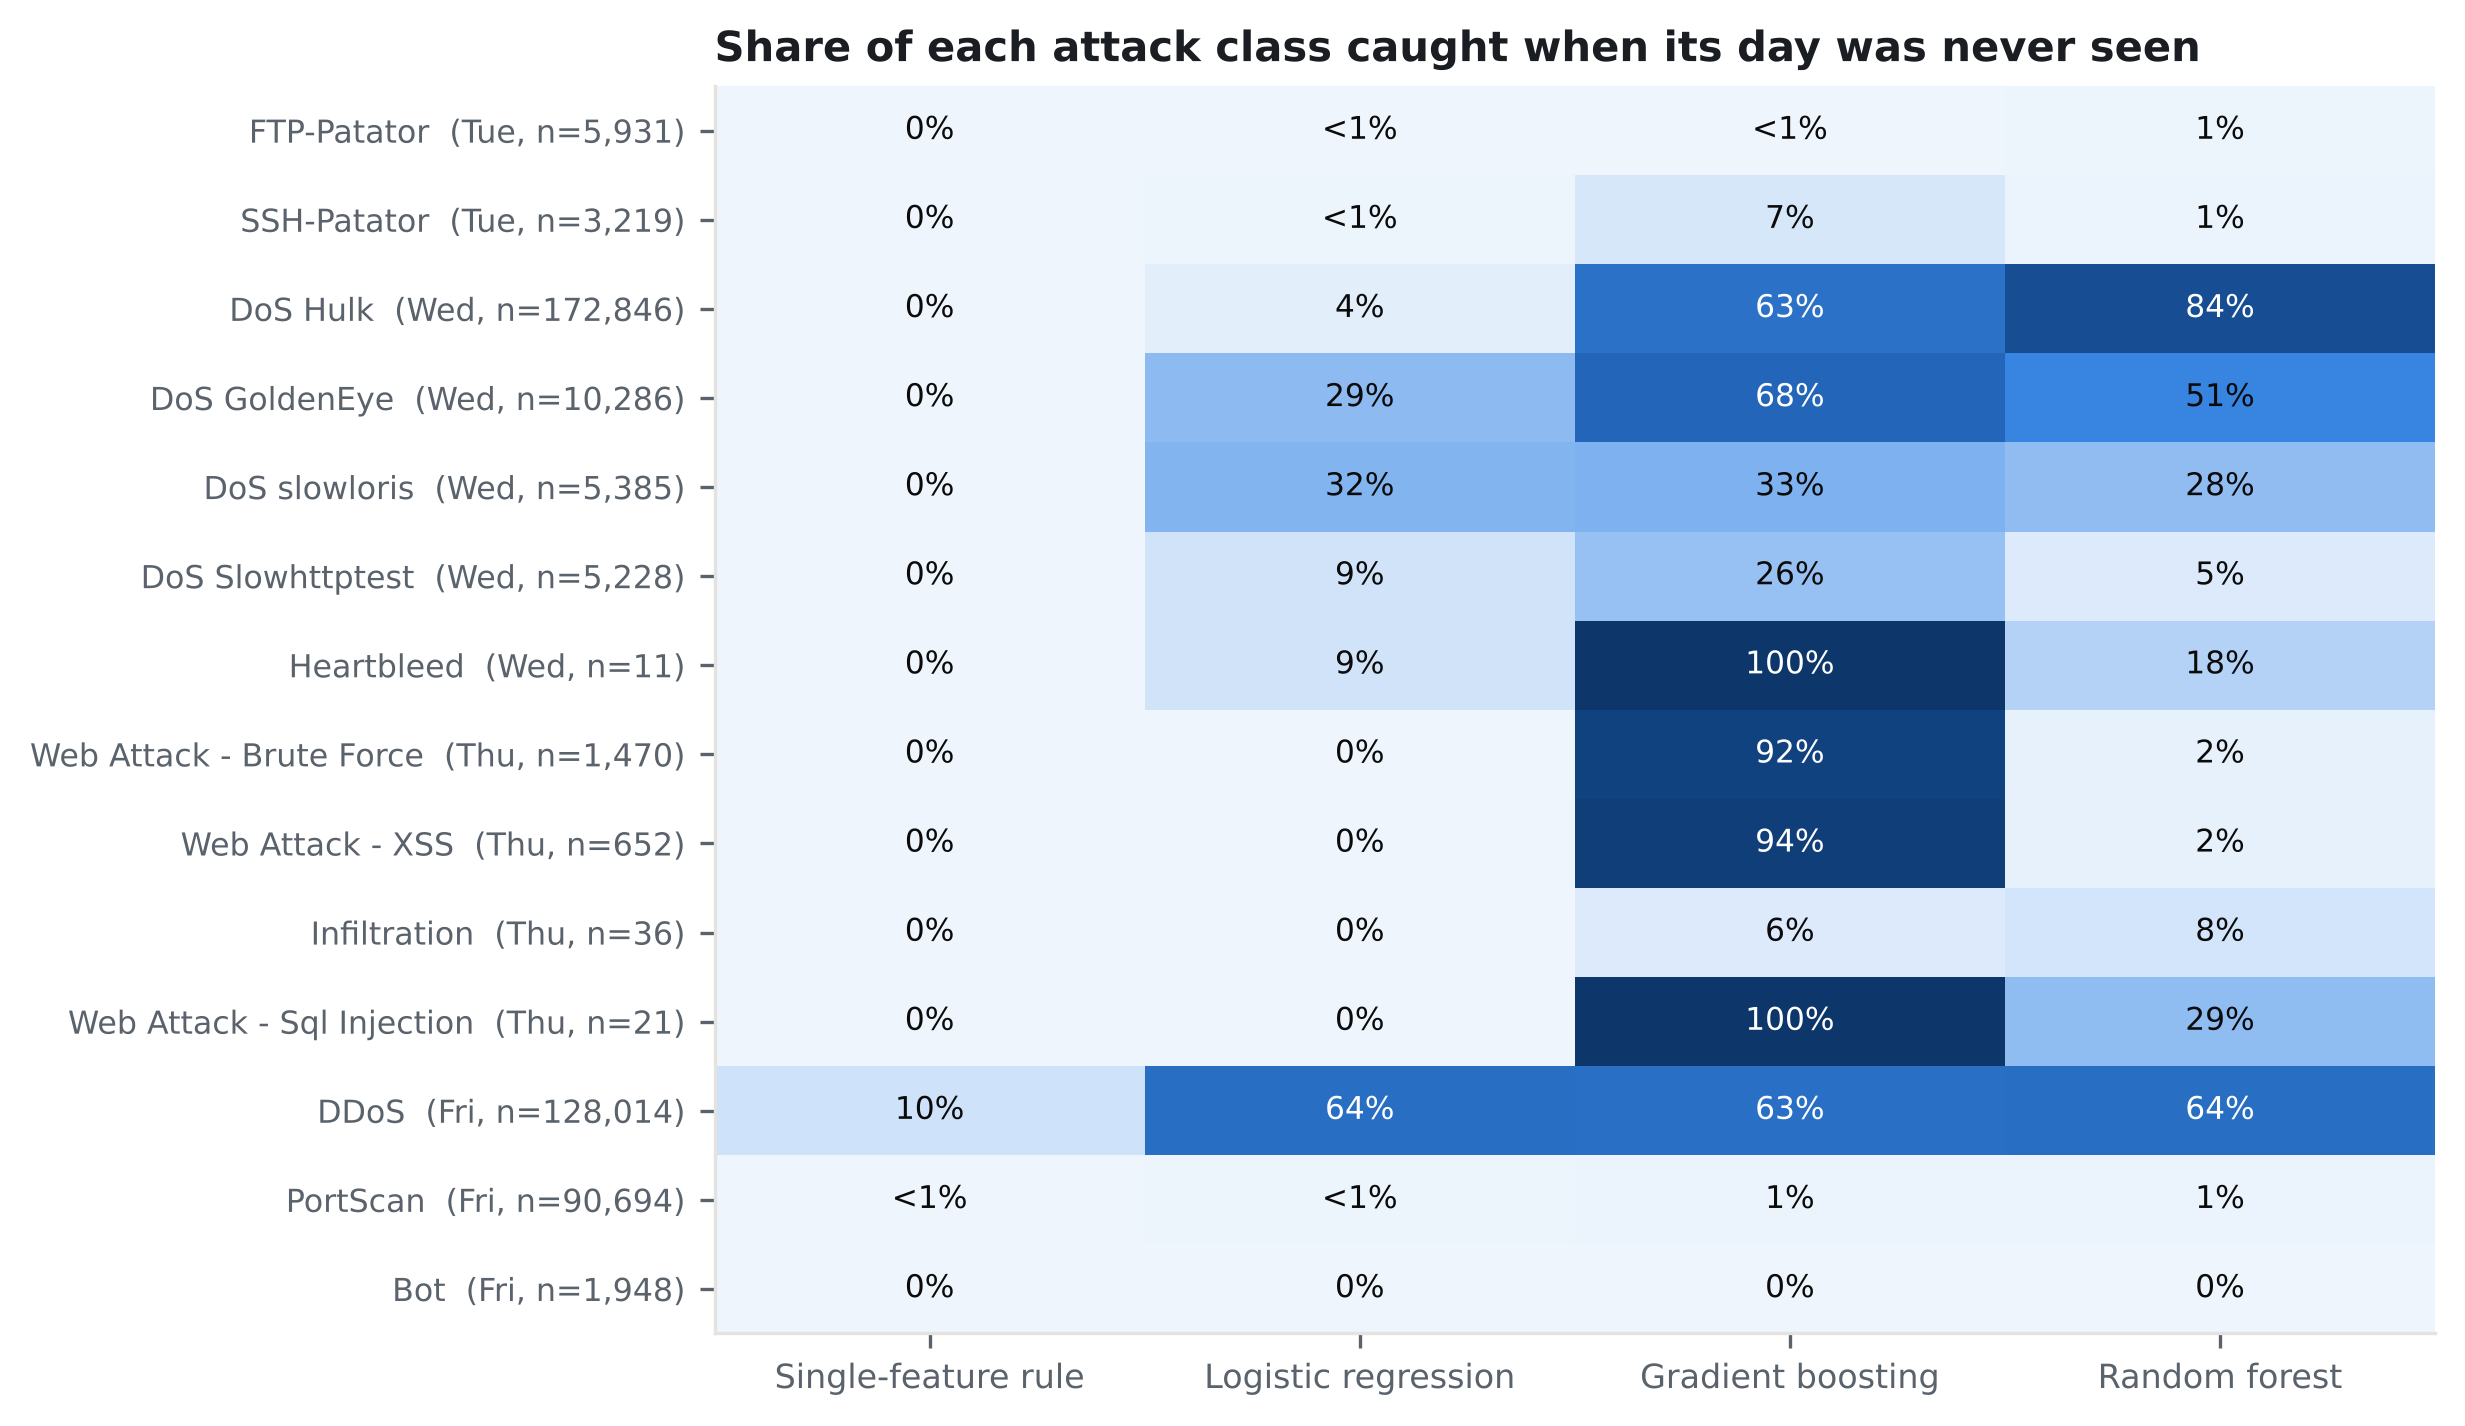 Share of each attack class caught when its day was never seen
FTP-Patator  (Tue, n=5,931) 0% <1% <1% 1%
SSH-Patator  (Tue, n=3,219) 0% <1% 7% 1%
DoS Hulk  (Wed, n=172,846) 0% 4% 63% 84%
DoS GoldenEye  (Wed, n=10,286) 0% 29% 68% 51%
DoS slowloris  (Wed, n=5,385) 0% 32% 33% 28%
DoS Slowhttptest  (Wed, n=5,228) 0% 9% 26% 5%
Heartbleed  (Wed, n=11) 0% 9% 100% 18%
Web Attack - Brute Force  (Thu, n=1,470) 0% 0% 92% 2%
Web Attack - XSS  (Thu, n=652) 0% 0% 94% 2%
Infiltration  (Thu, n=36) 0% 0% 6% 8%
Web Attack - Sql Injection  (Thu, n=21) 0% 0% 100% 29%
DDoS  (Fri, n=128,014) 10% 64% 63% 64%
PortScan  (Fri, n=90,694) <1% <1% 1% 1%
Bot  (Fri, n=1,948) 0% 0% 0% 0%
Single-feature rule Logistic regression Gradient boosting Random forest